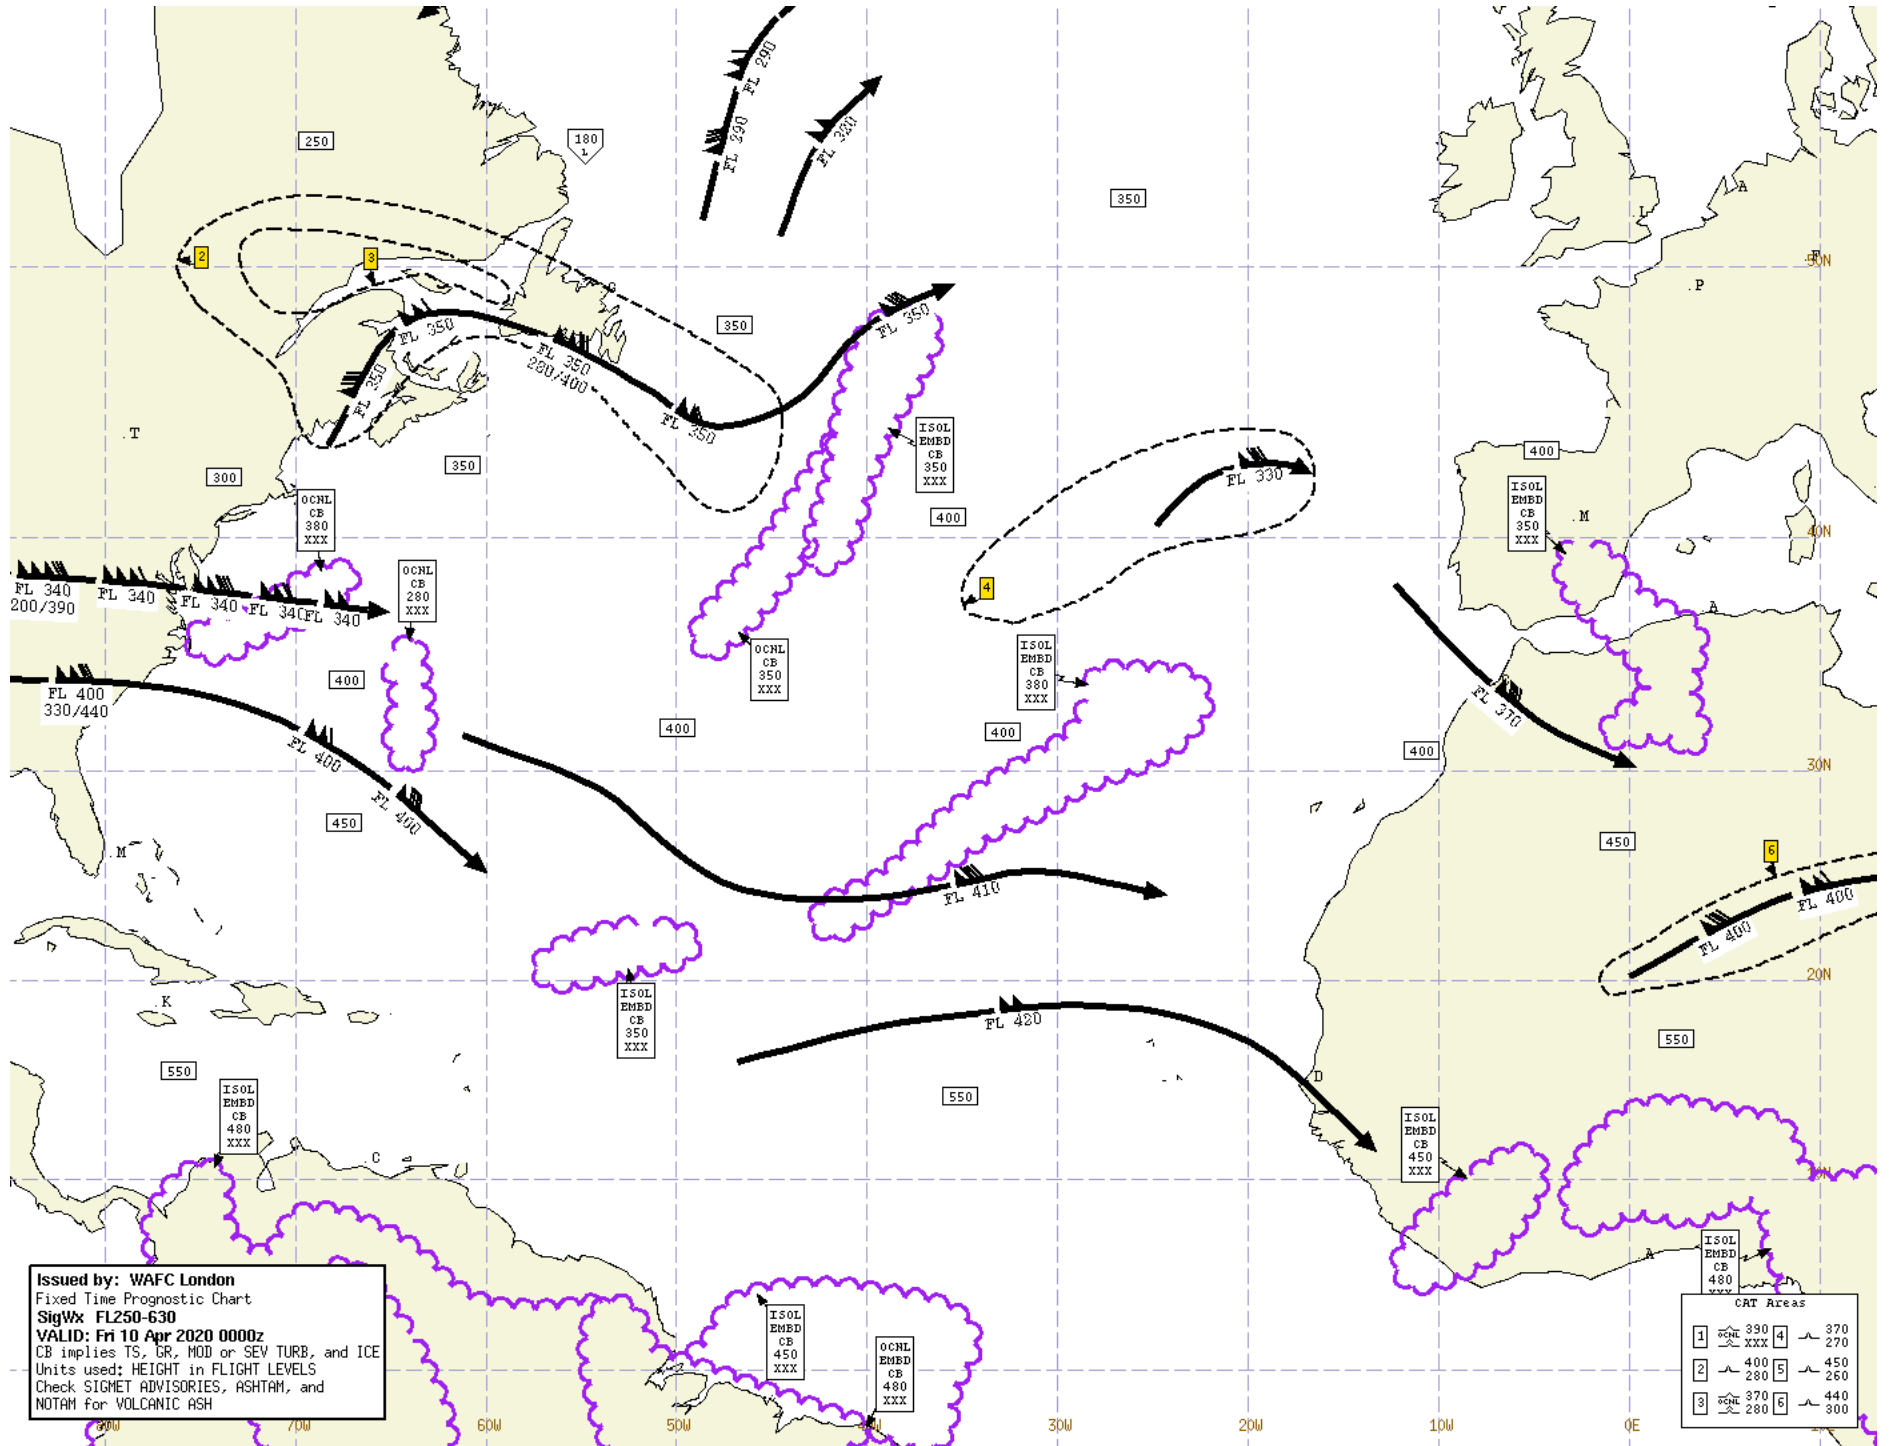 FL 290
FL 290
FL 320
250
180
L
350
A
L
2
3
50N
F
P
G
350
FL 350
FL 350
FL 350
280/400
FL 350
FL 350
T
300
350
ISOL
EMBD
CB
350
XXX
400
FL 330
400
ISOL
EMBD
CB
350
XXX
M
40N
OCNL
CB
380
XXX
OCNL
CB
280
XXX
4
FL 340
200/390
FL 340
FL 340
FL 340
FL 340
A
OCNL
CB
350
XXX
ISOL
EMBD
CB
380
XXX
400
FL 400
330/440
FL 400
FL 400
400
400
400
FL 370
30N
450
450
M
6
FL 410
FL 400
FL 400
20N
K
ISOL
EMBD
CB
350
XXX
FL 420
550
550
550
D
ISOL
EMBD
CB
480
XXX
C
ISOL
EMBD
CB
450
XXX
10N
A
ISOL
EMBD
CB
480
XXX
Issued by: WAFC London
Fixed Time Prognostic Chart
SigWx FL250-630
VALID: Fri 10 Apr 2020 0000z
CB implies TS, GR, MOD or SEV TURB, and ICE
Units used: HEIGHT in FLIGHT LEVELS
Check SIGMET ADVISORIES, ASHTAM, and
NOTAM for VOLCANIC ASH
ISOL
EMBD
CB
450
XXX
OCNL
EMBD
CB
480
XXX
CAT Areas
1 OCNL 390 XXX
4 370 270
2 400 280
5 450 260
3 OCNL 370 280
6 440 300
80W 70W 60W 50W 40W 30W 20W 10W 0E 10E